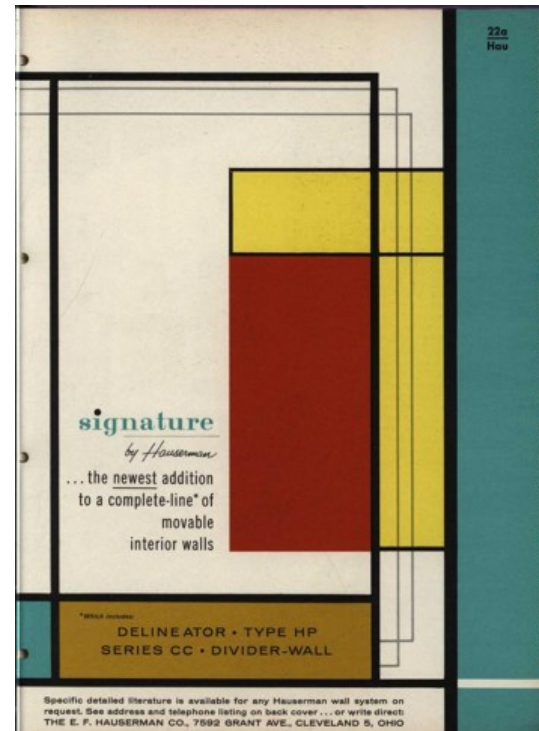 22a
Hau
signature
by Hauserman
... the newest addition
to a complete-line* of
movable
interior walls
*Which includes:
DELINEATOR • TYPE HP
SERIES CC • DIVIDER-WALL
Specific detailed literature is available for any Hauserman wall system on
request. See address and telephone listing on back cover ... or write direct:
THE E. F. HAUSERMAN CO., 7592 GRANT AVE., CLEVELAND 5, OHIO